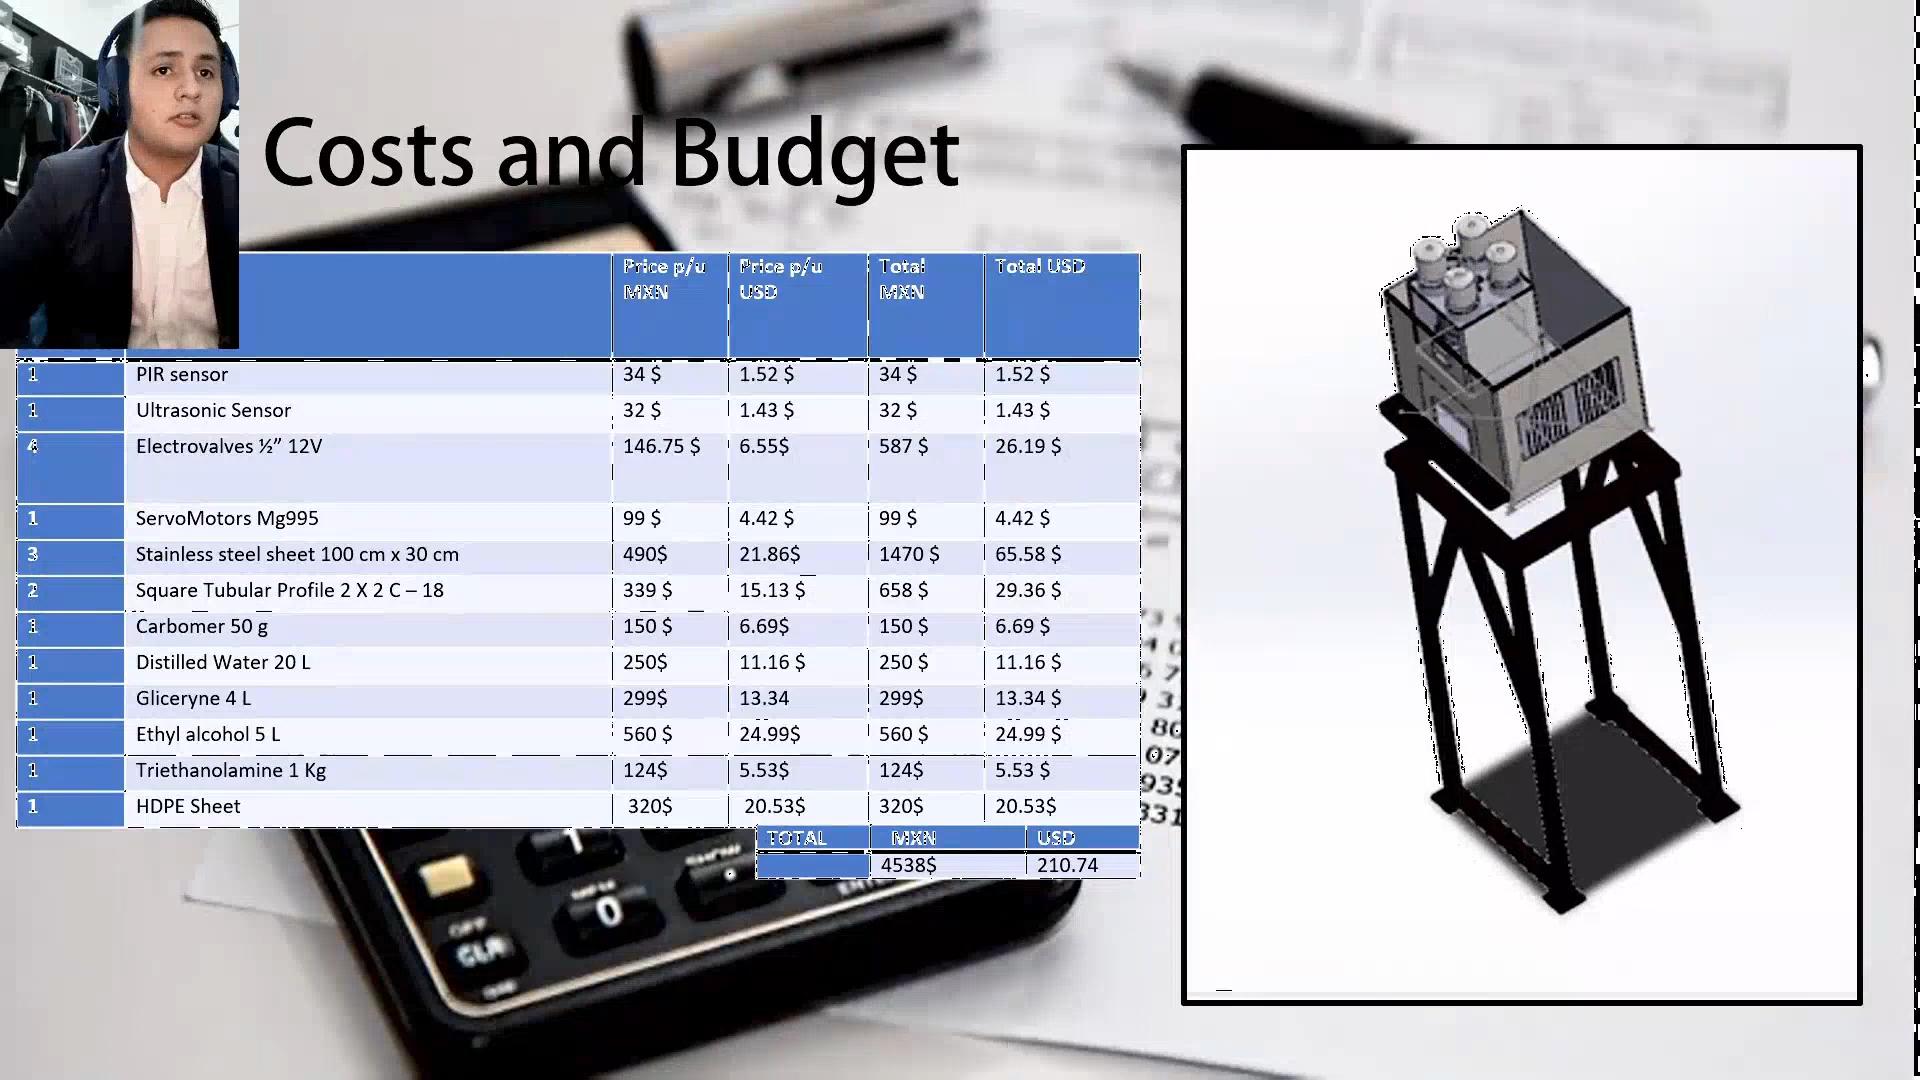 Costs and Budget
Price p/u MXN Price p/u USD Total MXN Total USD
1 PIR sensor 34 $ 1.52 $ 34 $ 1.52 $
1 Ultrasonic Sensor 32 $ 1.43 $ 32 $ 1.43 $
4 Electrovalves ½” 12V 146.75 $ 6.55$ 587 $ 26.19 $
1 ServoMotors Mg995 99 $ 4.42 $ 99 $ 4.42 $
3 Stainless steel sheet 100 cm x 30 cm 490$ 21.86$ 1470 $ 65.58 $
2 Square Tubular Profile 2 X 2 C – 18 339 $ 15.13 $ 658 $ 29.36 $
1 Carbomer 50 g 150 $ 6.69$ 150 $ 6.69 $
1 Distilled Water 20 L 250$ 11.16 $ 250 $ 11.16 $
1 Gliceryne 4 L 299$ 13.34 299$ 13.34 $
1 Ethyl alcohol 5 L 560 $ 24.99$ 560 $ 24.99 $
1 Triethanolamine 1 Kg 124$ 5.53$ 124$ 5.53 $
1 HDPE Sheet 320$ 20.53$ 320$ 20.53$
TOTAL MXN USD
4538$ 210.74
1
0
OFF
CLR